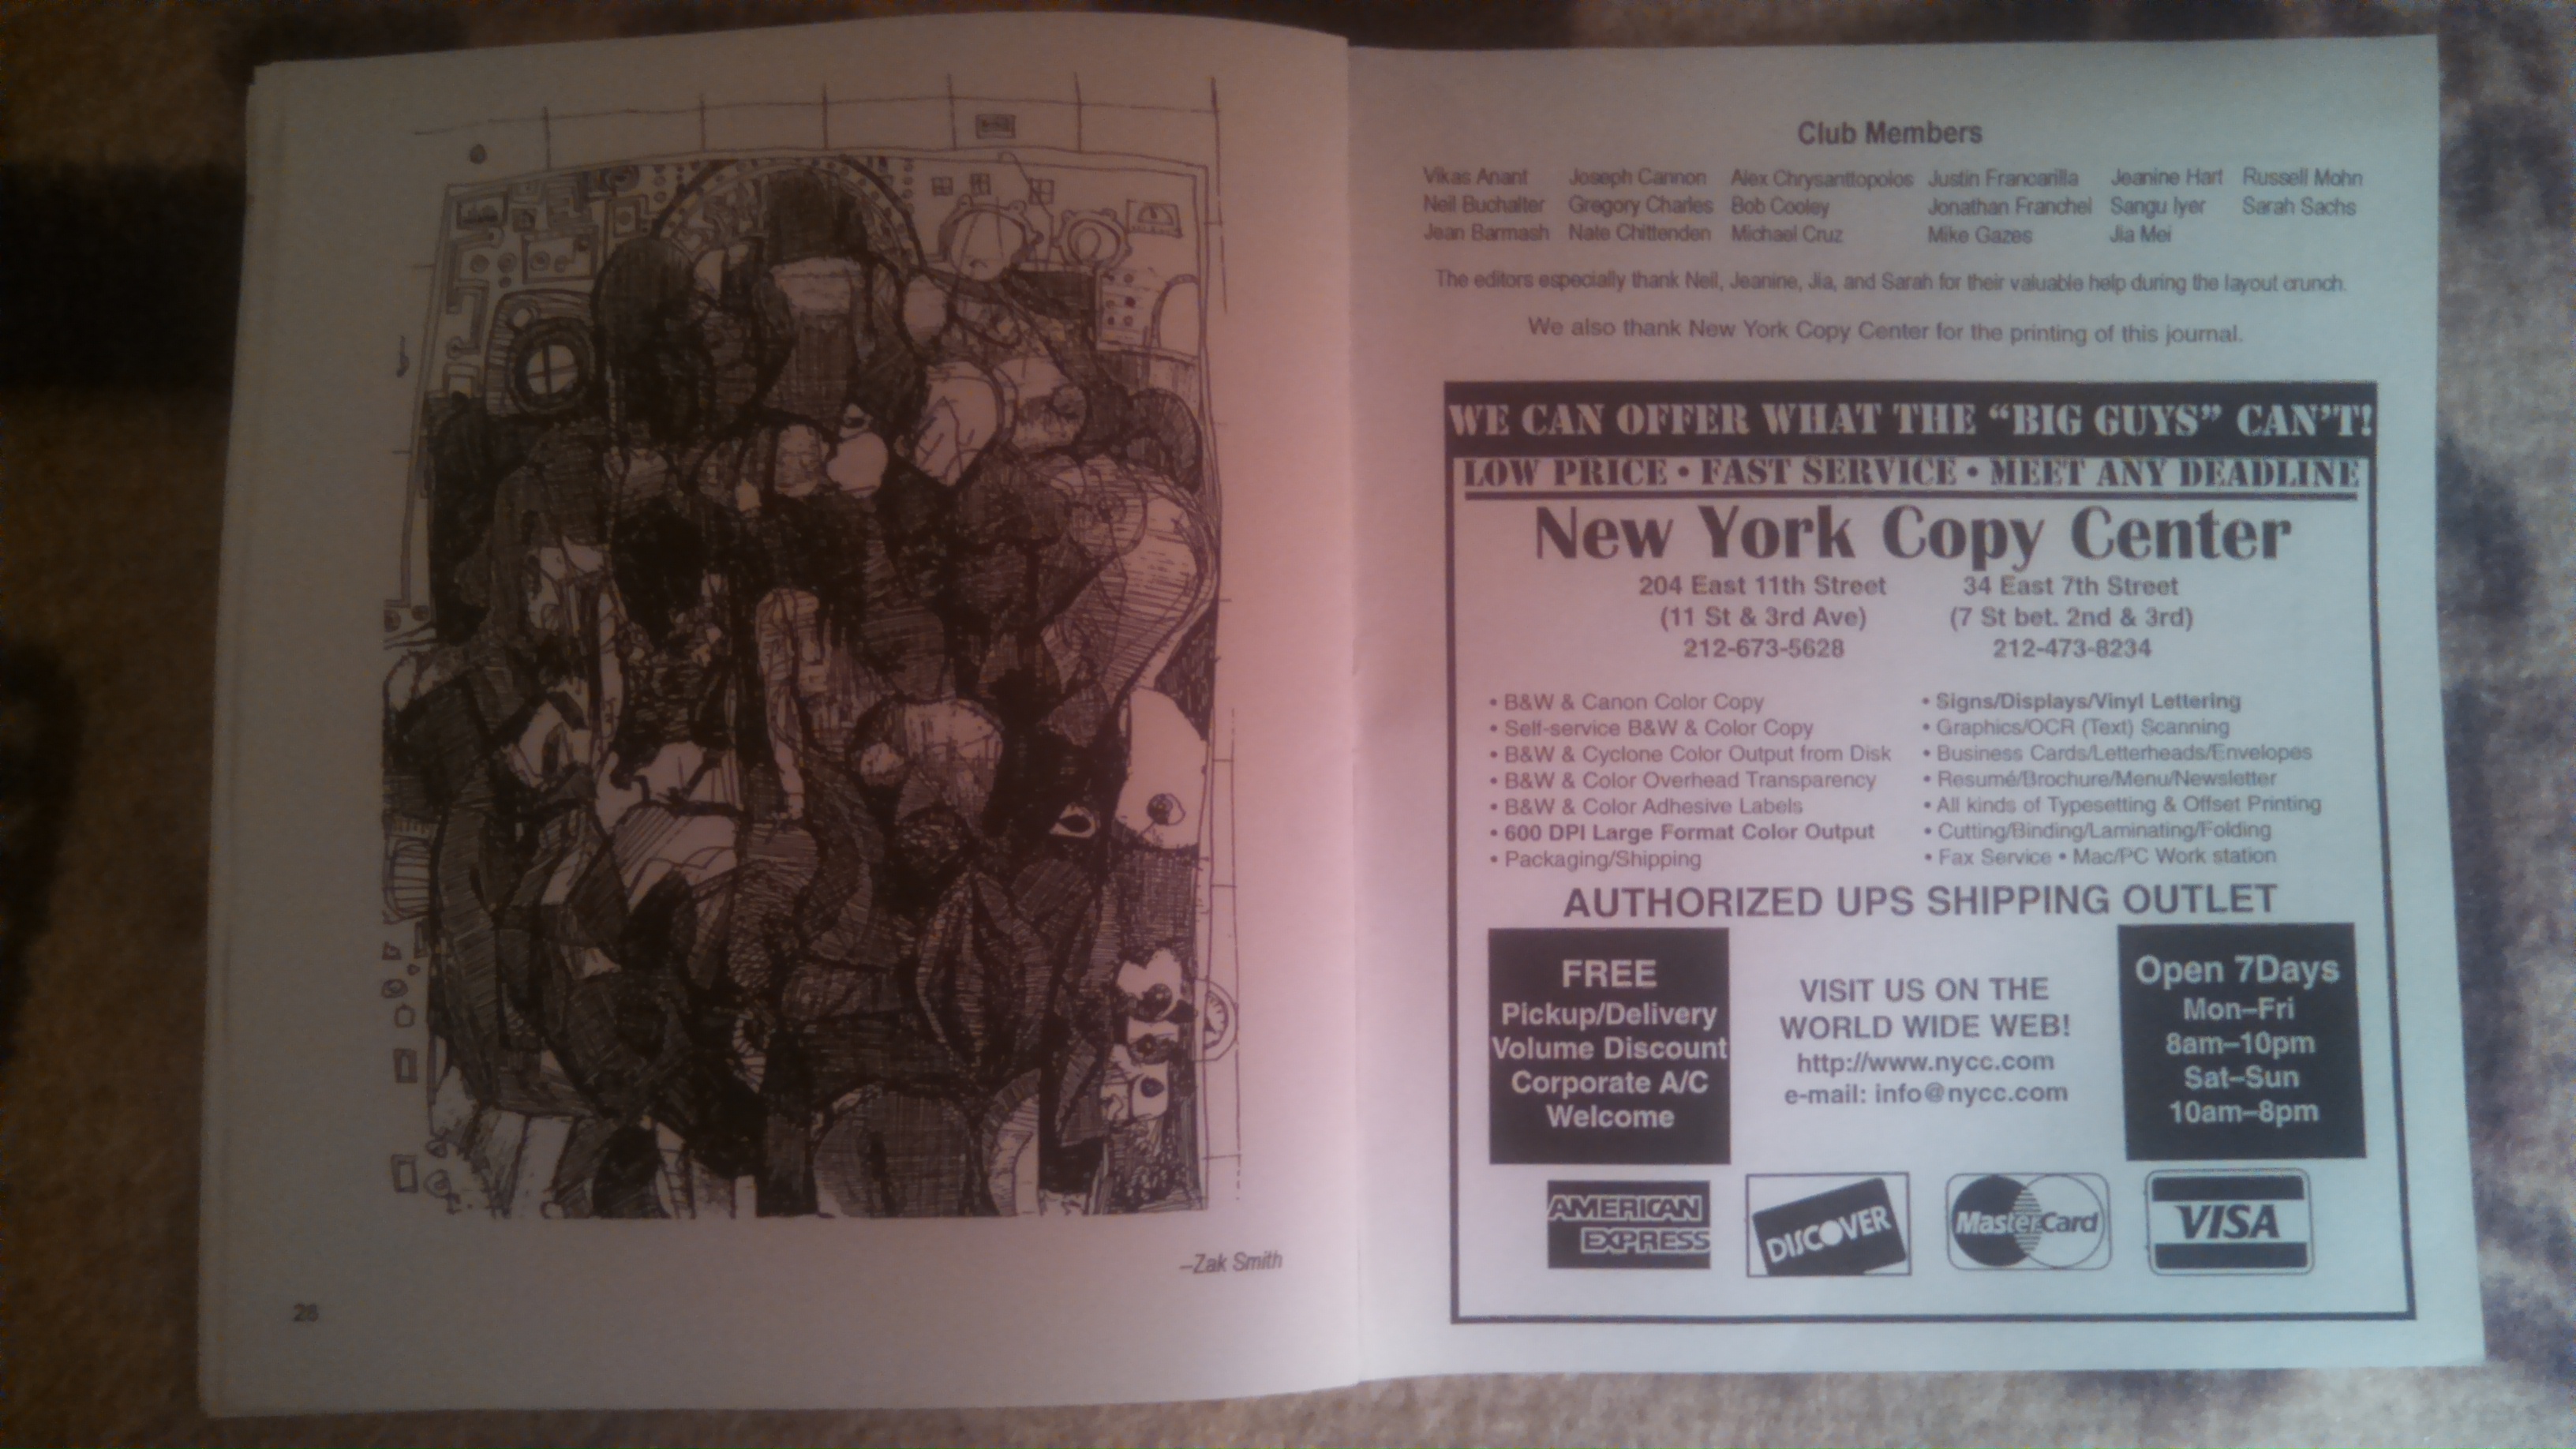 –Zak Smith
28
Club Members
Vikas Anant Joseph Cannon Alex Chrysanttopolos Justin Francarilla Jeanine Hart Russell Mohn
Neil Buchalter Gregory Charles Bob Cooley Jonathan Franchel Sangu Iyer Sarah Sachs
Jean Barmash Nate Chittenden Michael Cruz Mike Gazes Jia Mei
The editors especially thank Neil, Jeanine, Jia, and Sarah for their valuable help during the layout crunch.
We also thank New York Copy Center for the printing of this journal.
WE CAN OFFER WHAT THE “BIG GUYS” CAN’T!
LOW PRICE • FAST SERVICE • MEET ANY DEADLINE
New York Copy Center
204 East 11th Street 34 East 7th Street
(11 St & 3rd Ave) (7 St bet. 2nd & 3rd)
212-673-5628 212-473-8234
• B&W & Canon Color Copy
• Self-service B&W & Color Copy
• B&W & Cyclone Color Output from Disk
• B&W & Color Overhead Transparency
• B&W & Color Adhesive Labels
• 600 DPI Large Format Color Output
• Packaging/Shipping
• Signs/Displays/Vinyl Lettering
• Graphics/OCR (Text) Scanning
• Business Cards/Letterheads/Envelopes
• Resumé/Brochure/Menu/Newsletter
• All kinds of Typesetting & Offset Printing
• Cutting/Binding/Laminating/Folding
• Fax Service • Mac/PC Work station
AUTHORIZED UPS SHIPPING OUTLET
FREE
Pickup/Delivery
Volume Discount
Corporate A/C
Welcome
VISIT US ON THE
WORLD WIDE WEB!
http://www.nycc.com
e-mail: info@nycc.com
Open 7Days
Mon–Fri
8am–10pm
Sat–Sun
10am–8pm
AMERICAN
EXPRESS
DISCOVER
MasterCard
VISA